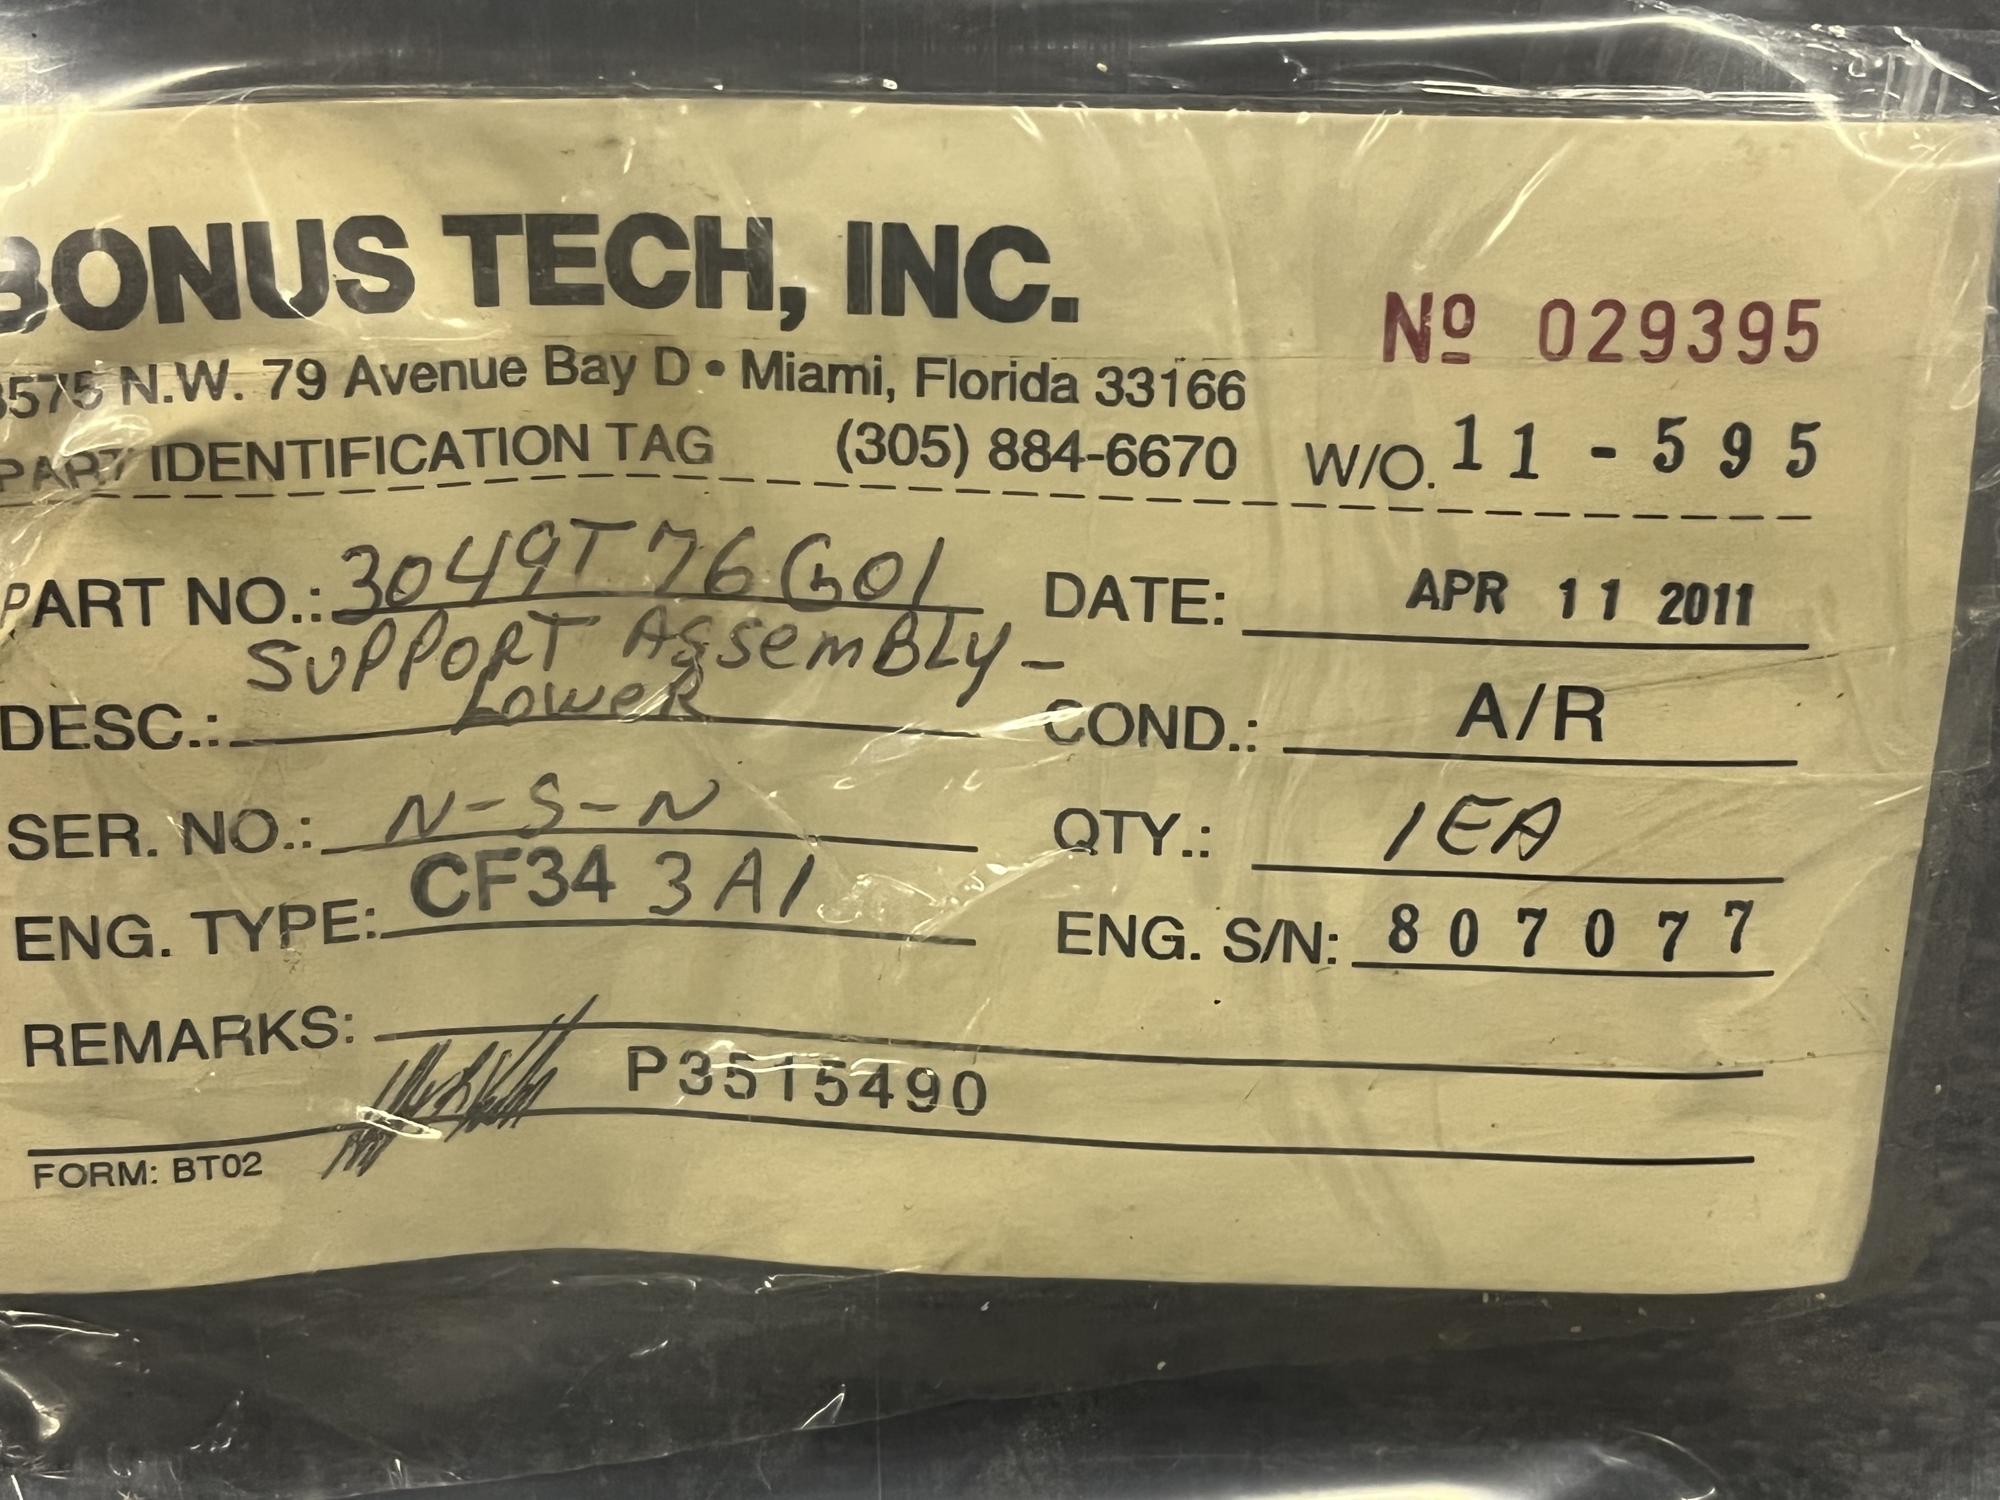 BONUS TECH, INC.
Nº 029395
3575 N.W. 79 Avenue Bay D • Miami, Florida 33166
PART IDENTIFICATION TAG (305) 884-6670 W/O. 11-595
PART NO.: 3049T76G01 DATE: APR 11 2011
SUPPORT ASSEMBLY -
DESC.: LOWER COND.: A/R
SER. NO.: N-S-N QTY.: 1EA
ENG. TYPE: CF34 3A1 ENG. S/N: 807077
REMARKS:
P3515490
FORM: BT02